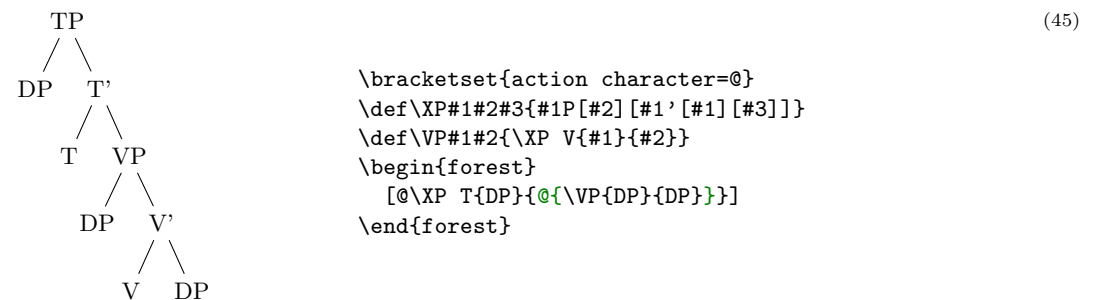 TP
(45)
DP T'
T VP
DP V'
V DP
\bracketset{action character=@}
\def\XP#1#2#3{#1P[#2][#1'[#1][#3]]}
\def\VP#1#2{\XP V{#1}{#2}}
\begin{forest}
[@\XP T{DP}{@{\VP{DP}{DP}}}]
\end{forest}